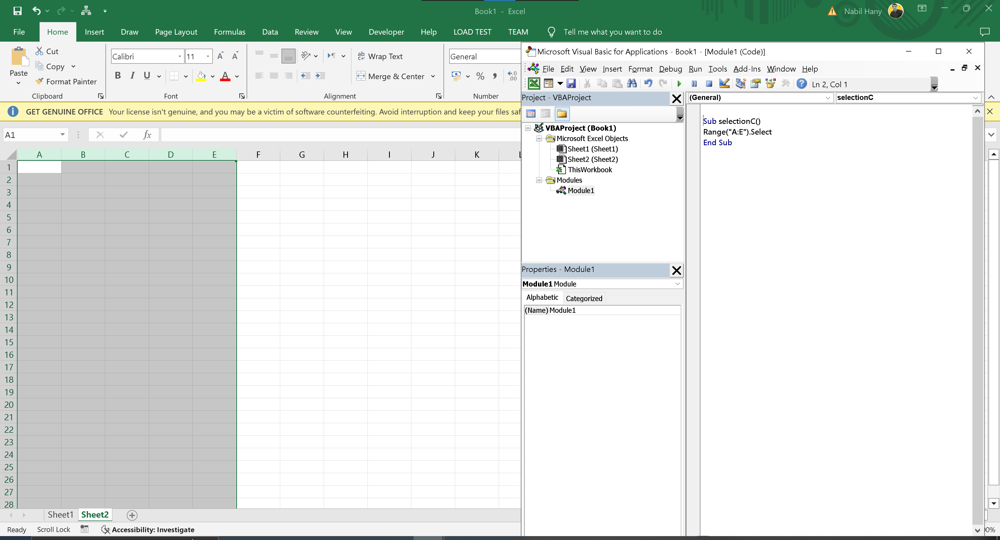 Book1 - Excel
Nabil Hany
File Home Insert Draw Page Layout Formulas Data Review View Developer Help LOAD TEST TEAM Tell me what you want to do
Paste
Cut
Copy
Format Painter
Clipboard
Calibri 11
B I U
Font
Wrap Text
Merge & Center
Alignment
General
%
Number
GET GENUINE OFFICE Your license isn't genuine, and you may be a victim of software counterfeiting. Avoid interruption and keep your files saf
A1
fx
A B C D E F G H I J K L
1
2
3
4
5
6
7
8
9
10
11
12
13
14
15
16
17
18
19
20
21
22
23
24
25
26
27
28
Sheet1 Sheet2
Ready Scroll Lock Accessibility: Investigate
Microsoft Visual Basic for Applications - Book1 - [Module1 (Code)]
File Edit View Insert Format Debug Run Tools Add-Ins Window Help
Ln 2, Col 1
Project - VBAProject
VBAProject (Book1)
Microsoft Excel Objects
Sheet1 (Sheet1)
Sheet2 (Sheet2)
ThisWorkbook
Modules
Module1
Properties - Module1
Module1 Module
Alphabetic Categorized
(Name) Module1
(General) selectionC
Sub selectionC()
Range("A:E").Select
End Sub